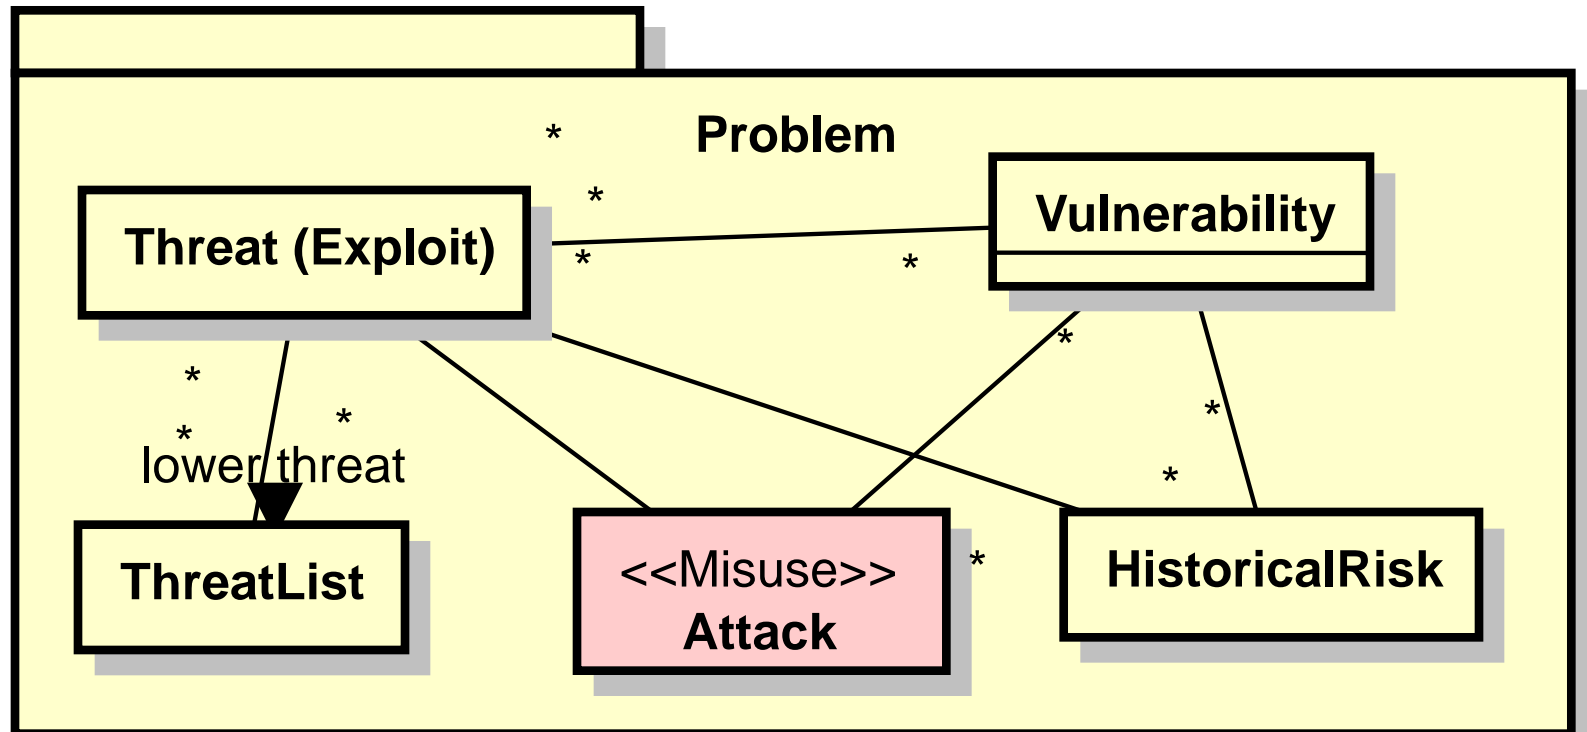 Problem
*
*
Threat (Exploit)
Vulnerability
*
*
*
*
*
*
*
lower threat
*
*
ThreatList
<<Misuse>>
Attack
*
HistoricalRisk